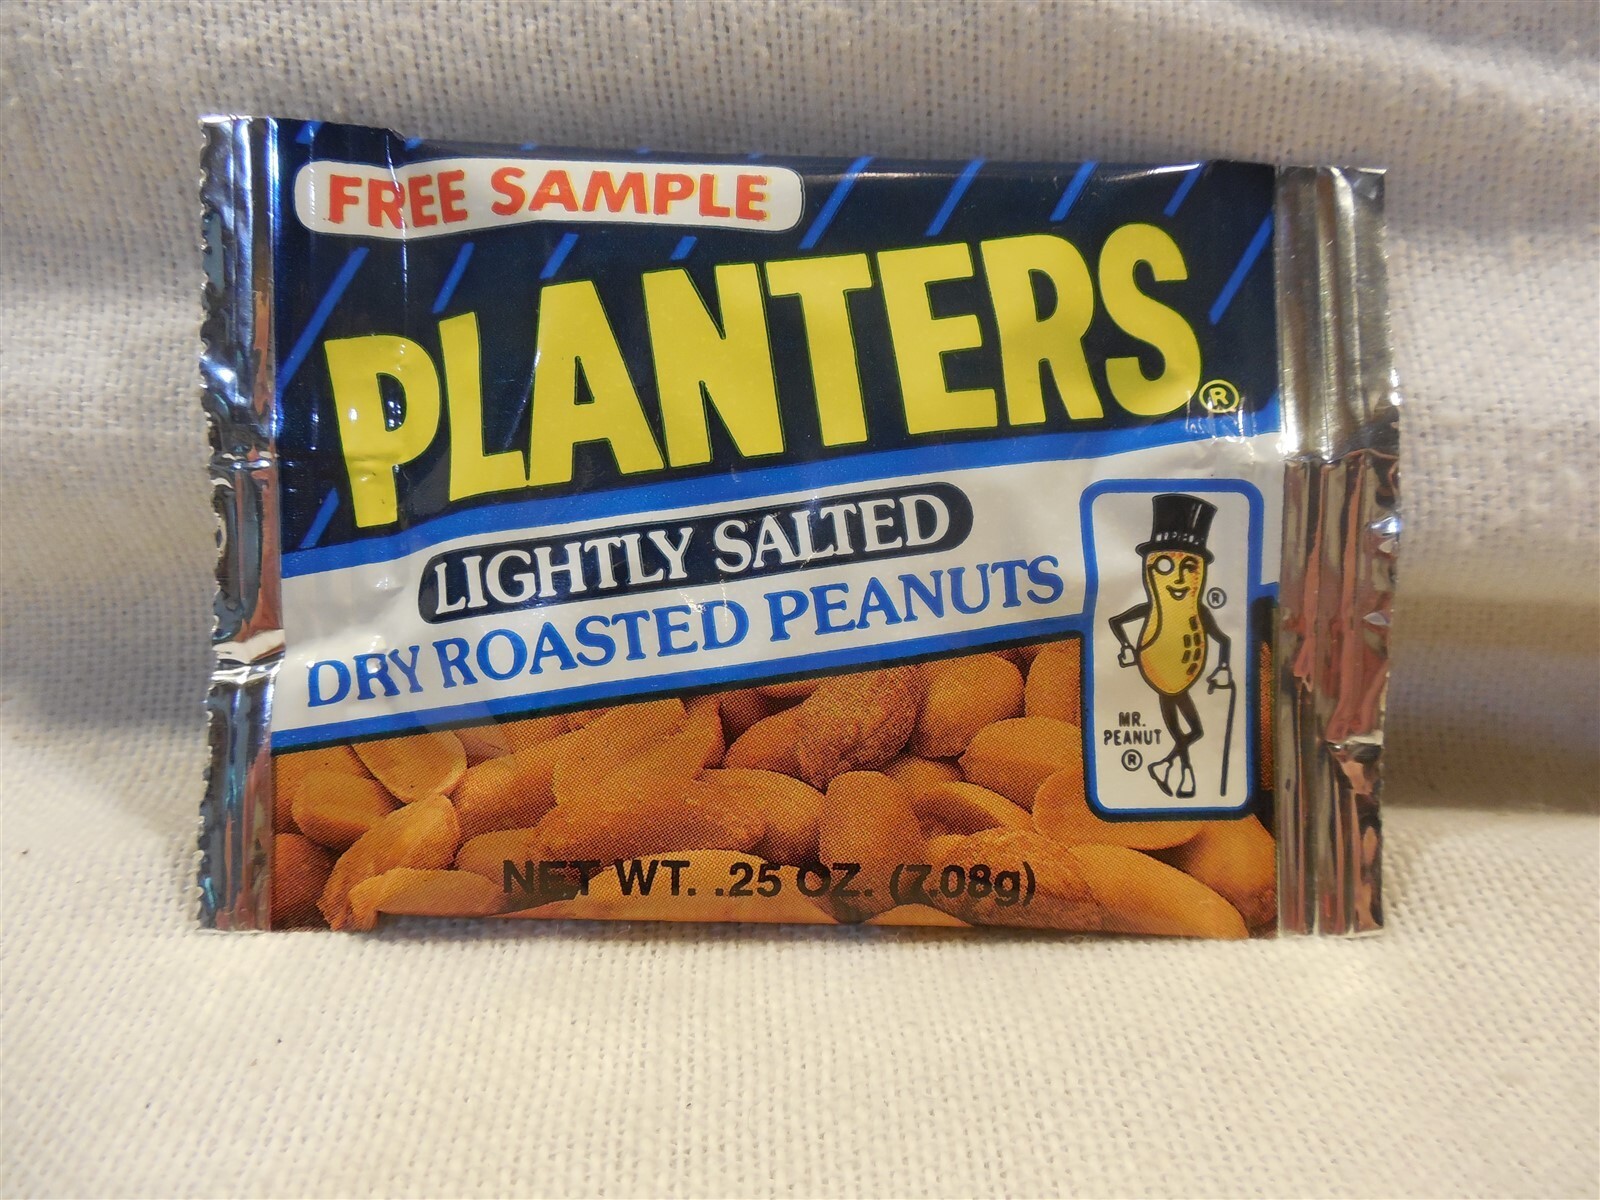 FREE SAMPLE
PLANTERS®
LIGHTLY SALTED
DRY ROASTED PEANUTS
®
MR.
PEANUT
®
NET WT. .25 OZ. (7.08g)